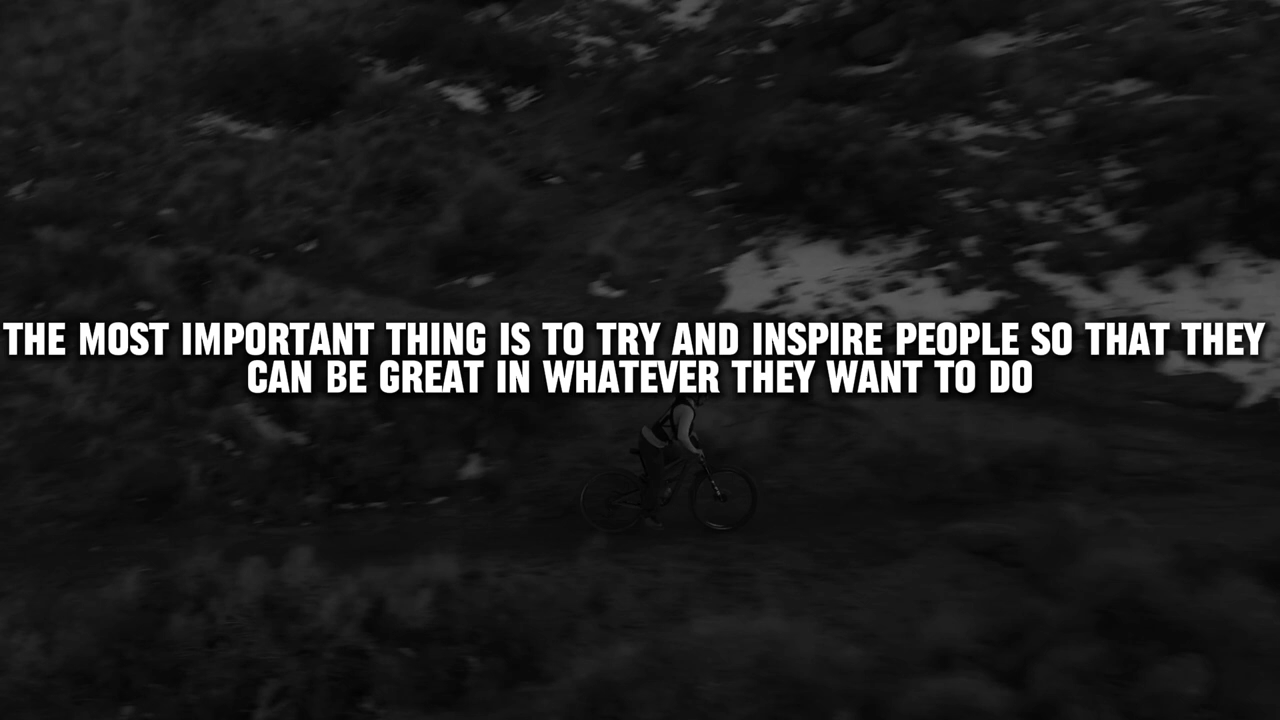 THE MOST IMPORTANT THING IS TO TRY AND INSPIRE PEOPLE SO THAT THEY
CAN BE GREAT IN WHATEVER THEY WANT TO DO